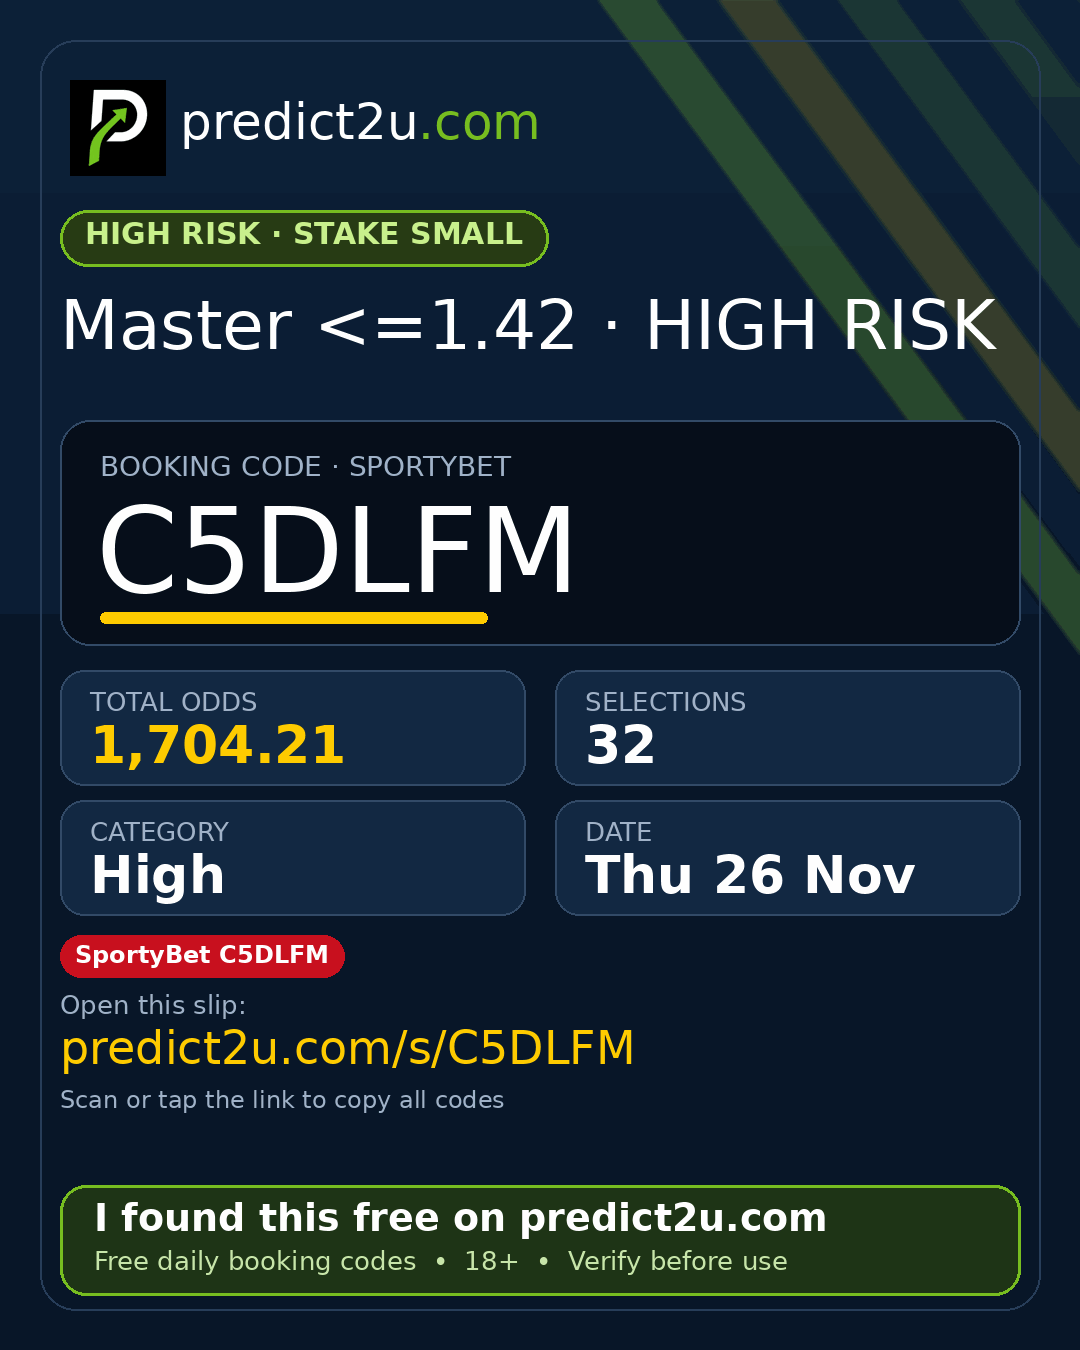 predict2u.com
HIGH RISK · STAKE SMALL
Master <=1.42 · HIGH RISK
BOOKING CODE · SPORTYBET
C5DLFM
TOTAL ODDS
1,704.21
SELECTIONS
32
CATEGORY
High
DATE
Thu 26 Nov
SportyBet C5DLFM
Open this slip:
predict2u.com/s/C5DLFM
Scan or tap the link to copy all codes
I found this free on predict2u.com
Free daily booking codes • 18+ • Verify before use